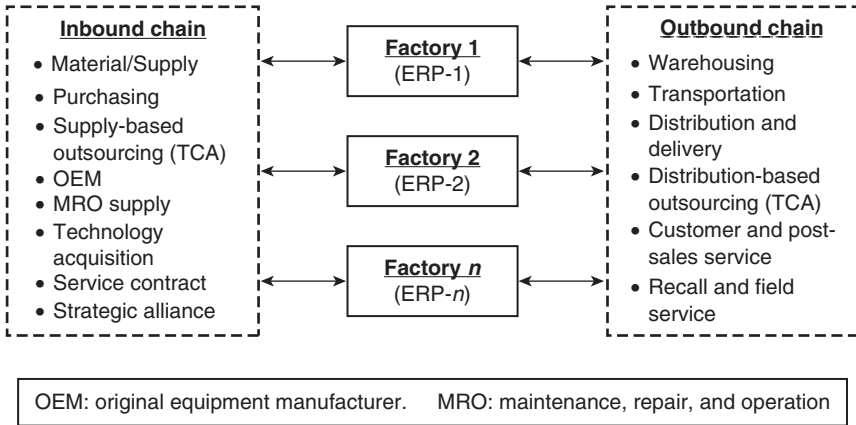 Inbound chain
• Material/Supply
• Purchasing
• Supply-based
outsourcing (TCA)
• OEM
• MRO supply
• Technology
acquisition
• Service contract
• Strategic alliance
Factory 1
(ERP-1)
Factory 2
(ERP-2)
Factory n
(ERP-n)
Outbound chain
• Warehousing
• Transportation
• Distribution and
delivery
• Distribution-based
outsourcing (TCA)
• Customer and post-
sales service
• Recall and field
service
OEM: original equipment manufacturer. MRO: maintenance, repair, and operation